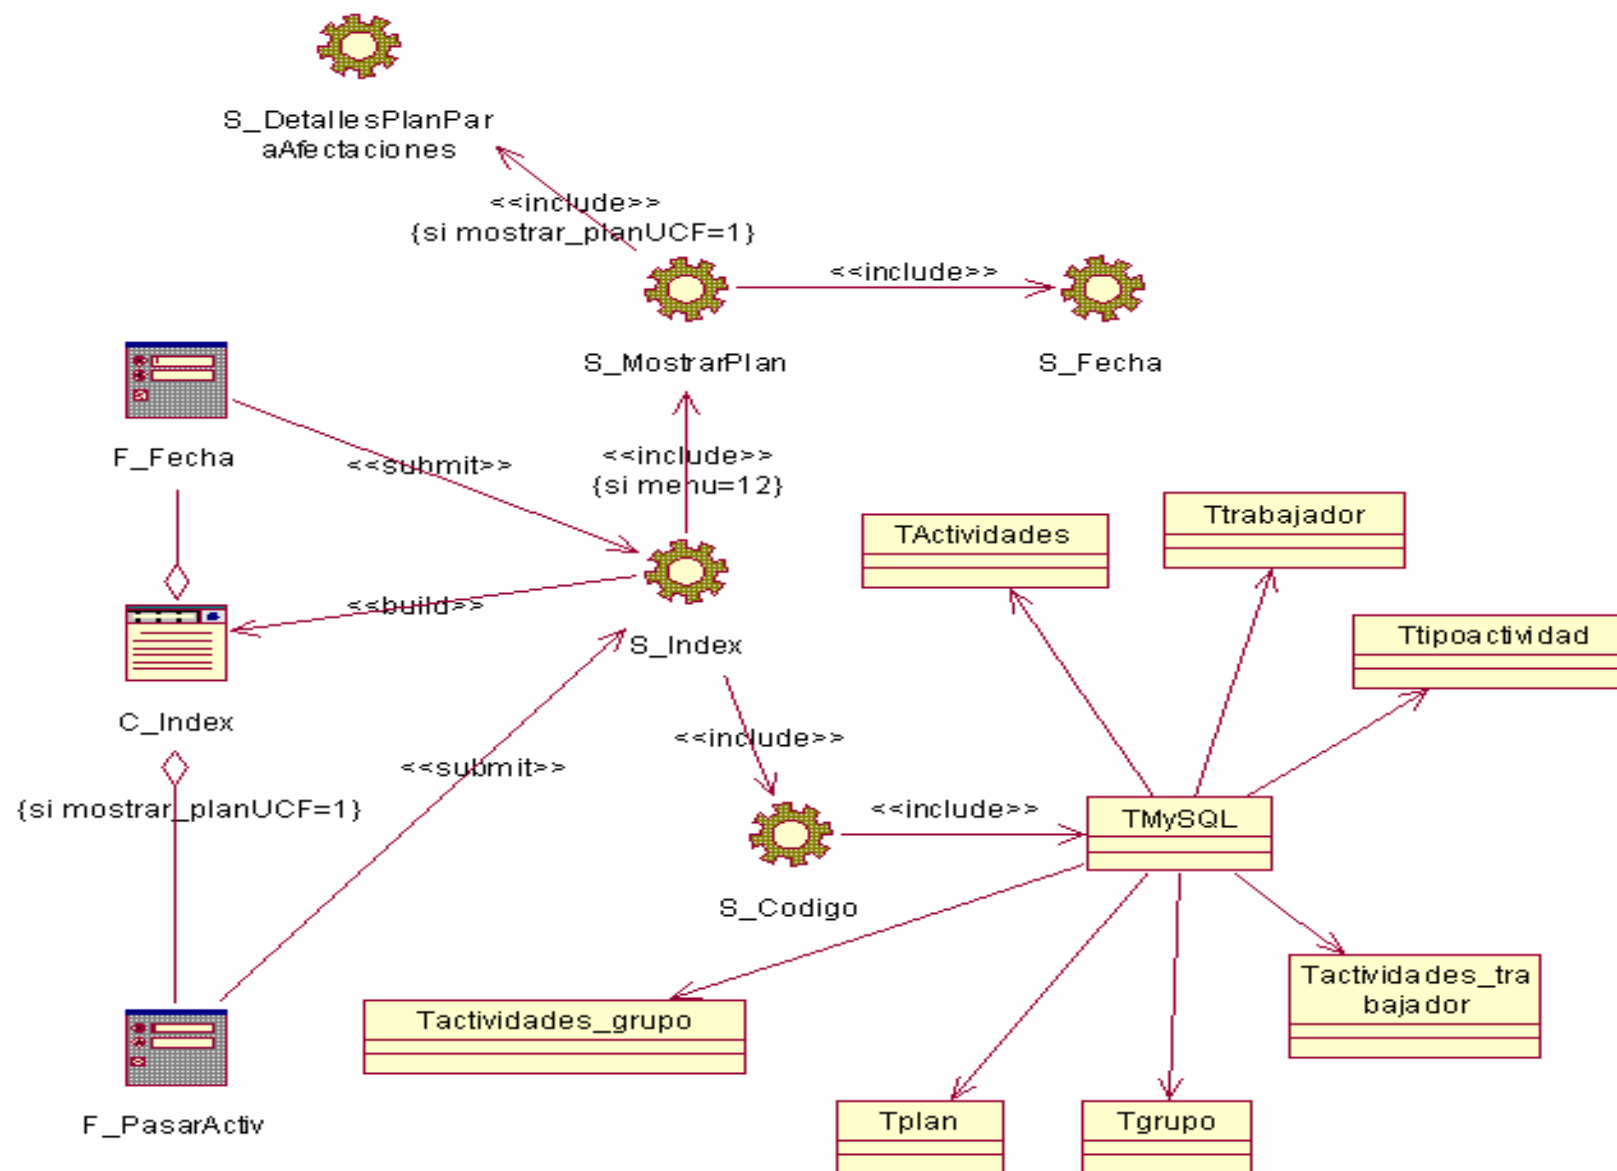 S_DetallesPlanPar
aAfectaciones
<<include>>
{si mostrar_planUCF=1}
<<include>>
S_MostrarPlan
S_Fecha
F_Fecha
<<submit>>
<<include>>
{si menu=12}
TActividades
Ttrabajador
<<build>>
S_Index
Ttipoactividad
C_Index
<<include>>
<<submit>>
{si mostrar_planUCF=1}
<<include>>
TMySQL
S_Codigo
Tactividades_tra
bajador
Tactividades_grupo
F_PasarActiv
Tplan
Tgrupo